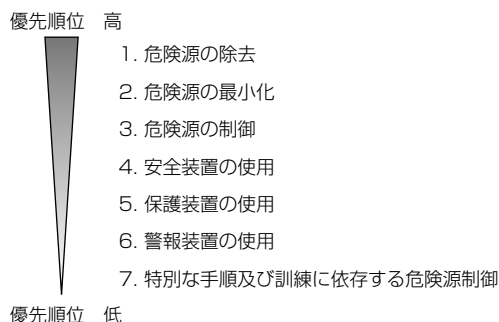 優先順位 高
1. 危険源の除去
2. 危険源の最小化
3. 危険源の制御
4. 安全装置の使用
5. 保護装置の使用
6. 警報装置の使用
7. 特別な手順及び訓練に依存する危険源制御
優先順位 低